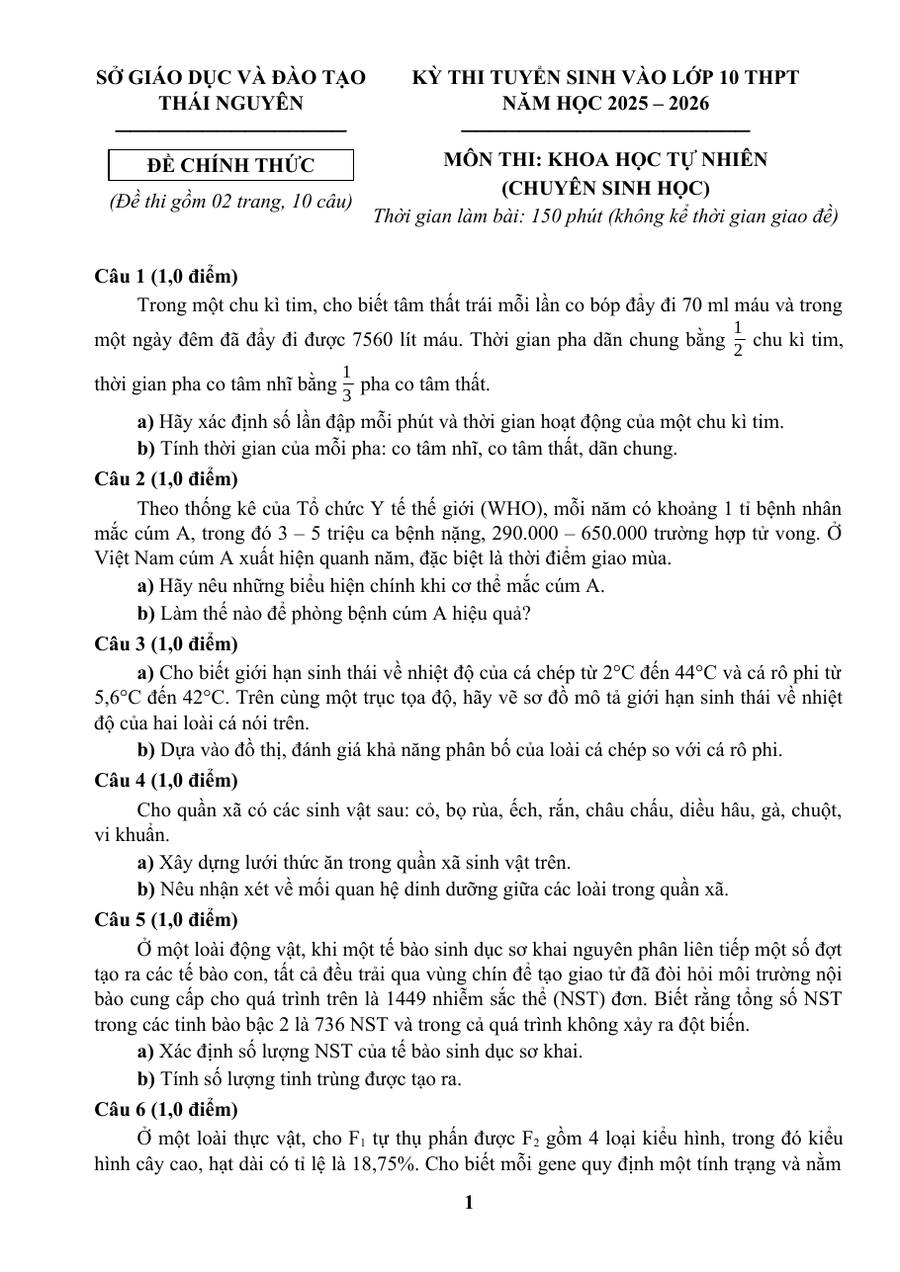 SỞ GIÁO DỤC VÀ ĐÀO TẠO
THÁI NGUYÊN
ĐỀ CHÍNH THỨC
(Đề thi gồm 02 trang, 10 câu)
KỲ THI TUYỂN SINH VÀO LỚP 10 THPT
NĂM HỌC 2025 – 2026
MÔN THI: KHOA HỌC TỰ NHIÊN
(CHUYÊN SINH HỌC)
Thời gian làm bài: 150 phút (không kể thời gian giao đề)
Câu 1 (1,0 điểm)
Trong một chu kì tim, cho biết tâm thất trái mỗi lần co bóp đẩy đi 70 ml máu và trong
một ngày đêm đã đẩy đi được 7560 lít máu. Thời gian pha dãn chung bằng 1/2 chu kì tim,
thời gian pha co tâm nhĩ bằng 1/3 pha co tâm thất.
a) Hãy xác định số lần đập mỗi phút và thời gian hoạt động của một chu kì tim.
b) Tính thời gian của mỗi pha: co tâm nhĩ, co tâm thất, dãn chung.
Câu 2 (1,0 điểm)
Theo thống kê của Tổ chức Y tế thế giới (WHO), mỗi năm có khoảng 1 tỉ bệnh nhân
mắc cúm A, trong đó 3 – 5 triệu ca bệnh nặng, 290.000 – 650.000 trường hợp tử vong. Ở
Việt Nam cúm A xuất hiện quanh năm, đặc biệt là thời điểm giao mùa.
a) Hãy nêu những biểu hiện chính khi cơ thể mắc cúm A.
b) Làm thế nào để phòng bệnh cúm A hiệu quả?
Câu 3 (1,0 điểm)
a) Cho biết giới hạn sinh thái về nhiệt độ của cá chép từ 2°C đến 44°C và cá rô phi từ
5,6°C đến 42°C. Trên cùng một trục tọa độ, hãy vẽ sơ đồ mô tả giới hạn sinh thái về nhiệt
độ của hai loài cá nói trên.
b) Dựa vào đồ thị, đánh giá khả năng phân bố của loài cá chép so với cá rô phi.
Câu 4 (1,0 điểm)
Cho quần xã có các sinh vật sau: cỏ, bọ rùa, ếch, rắn, châu chấu, diều hâu, gà, chuột,
vi khuẩn.
a) Xây dựng lưới thức ăn trong quần xã sinh vật trên.
b) Nêu nhận xét về mối quan hệ dinh dưỡng giữa các loài trong quần xã.
Câu 5 (1,0 điểm)
Ở một loài động vật, khi một tế bào sinh dục sơ khai nguyên phân liên tiếp một số đợt
tạo ra các tế bào con, tất cả đều trải qua vùng chín để tạo giao tử đã đòi hỏi môi trường nội
bào cung cấp cho quá trình trên là 1449 nhiễm sắc thể (NST) đơn. Biết rằng tổng số NST
trong các tinh bào bậc 2 là 736 NST và trong cả quá trình không xảy ra đột biến.
a) Xác định số lượng NST của tế bào sinh dục sơ khai.
b) Tính số lượng tinh trùng được tạo ra.
Câu 6 (1,0 điểm)
Ở một loài thực vật, cho F₁ tự thụ phấn được F₂ gồm 4 loại kiểu hình, trong đó kiểu
hình cây cao, hạt dài có tỉ lệ là 18,75%. Cho biết mỗi gene quy định một tính trạng và nằm
1